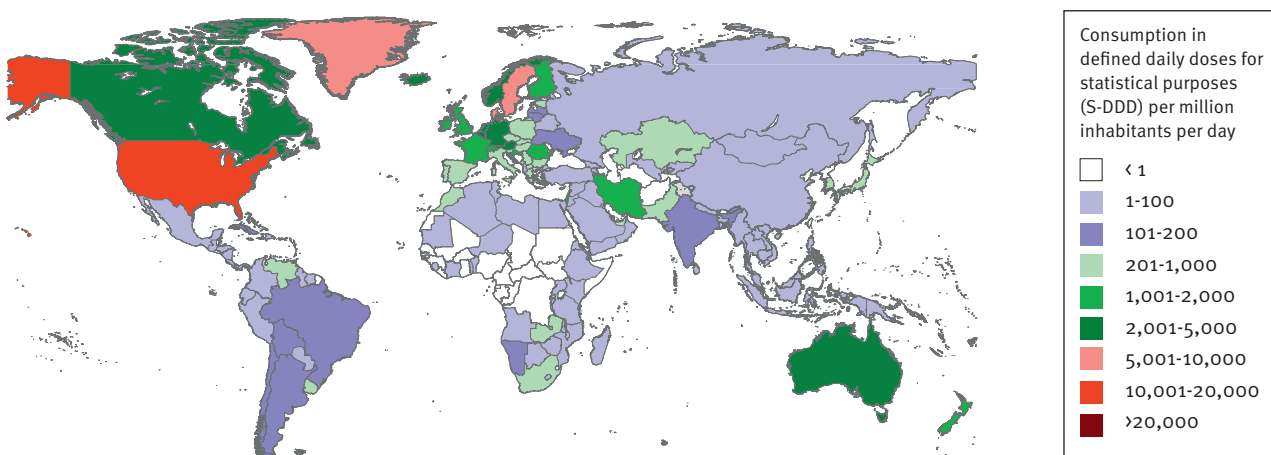 Consumption in
defined daily doses for
statistical purposes
(S-DDD) per million
inhabitants per day
‹ 1
1-100
101-200
201-1,000
1,001-2,000
2,001-5,000
5,001-10,000
10,001-20,000
›20,000